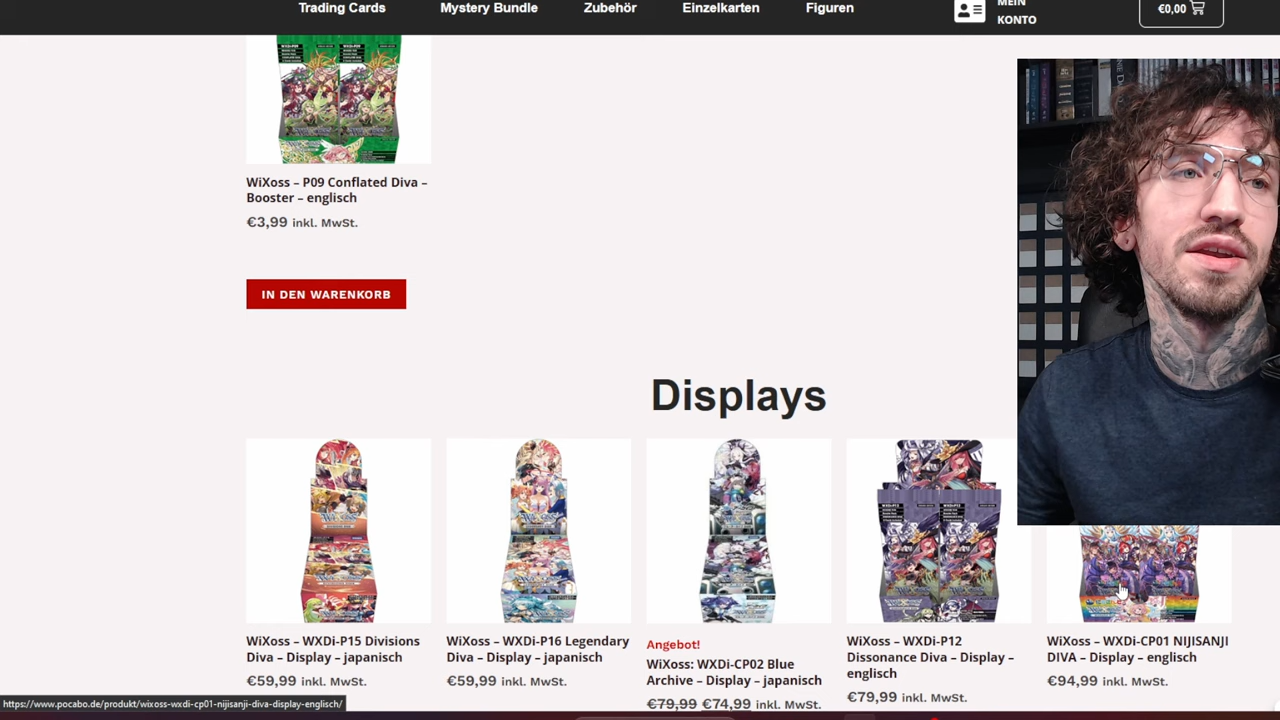 Trading Cards
Mystery Bundle
Zubehör
Einzelkarten
Figuren
MEIN
KONTO
€0,00
WiXoss – P09 Conflated Diva –
Booster – englisch
€3,99 inkl. MwSt.
IN DEN WARENKORB
Displays
WiXoss – WXDi-P15 Divisions
Diva – Display – japanisch
€59,99 inkl. MwSt.
WiXoss – WXDi-P16 Legendary
Diva – Display – japanisch
€59,99 inkl. MwSt.
Angebot!
WiXoss: WXDi-CP02 Blue
Archive – Display – japanisch
€79,99 €74,99 inkl. MwSt.
WiXoss – WXDi-P12
Dissonance Diva – Display –
englisch
€79,99 inkl. MwSt.
WiXoss – WXDi-CP01 NIJISANJI
DIVA – Display – englisch
€94,99 inkl. MwSt.
https://www.pocabo.de/produkt/wixoss-wxdi-cp01-nijisanji-diva-display-englisch/